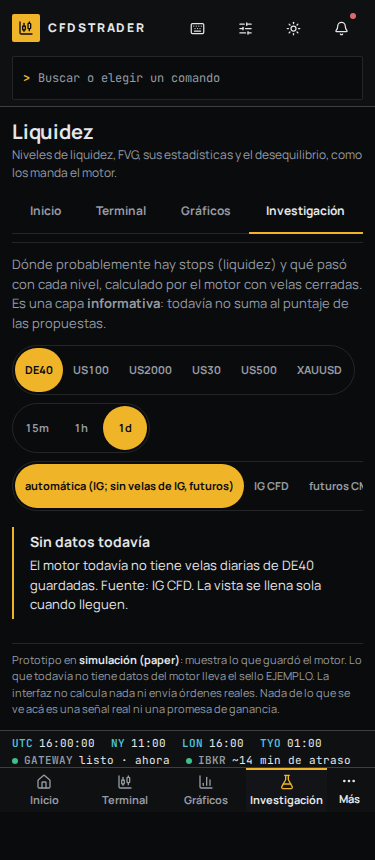 CFDSTRADER
> Buscar o elegir un comando
Liquidez
Niveles de liquidez, FVG, sus estadísticas y el desequilibrio, como
los manda el motor.
Inicio Terminal Gráficos Investigación
Dónde probablemente hay stops (liquidez) y qué pasó
con cada nivel, calculado por el motor con velas cerradas.
Es una capa informativa: todavía no suma al puntaje de
las propuestas.
DE40 US100 US2000 US30 US500 XAUUSD
15m 1h 1d
automática (IG; sin velas de IG, futuros) IG CFD futuros CM
Sin datos todavía
El motor todavía no tiene velas diarias de DE40
guardadas. Fuente: IG CFD. La vista se llena sola
cuando lleguen.
Prototipo en simulación (paper): muestra lo que guardó el motor. Lo
que todavía no tiene datos del motor lleva el sello EJEMPLO. La
interfaz no calcula nada ni envía órdenes reales. Nada de lo que se
ve acá es una señal real ni una promesa de ganancia.
UTC 16:00:00 NY 11:00 LON 16:00 TYO 01:00
GATEWAY listo · ahora IBKR ~14 min de atraso
Inicio Terminal Gráficos Investigación Más